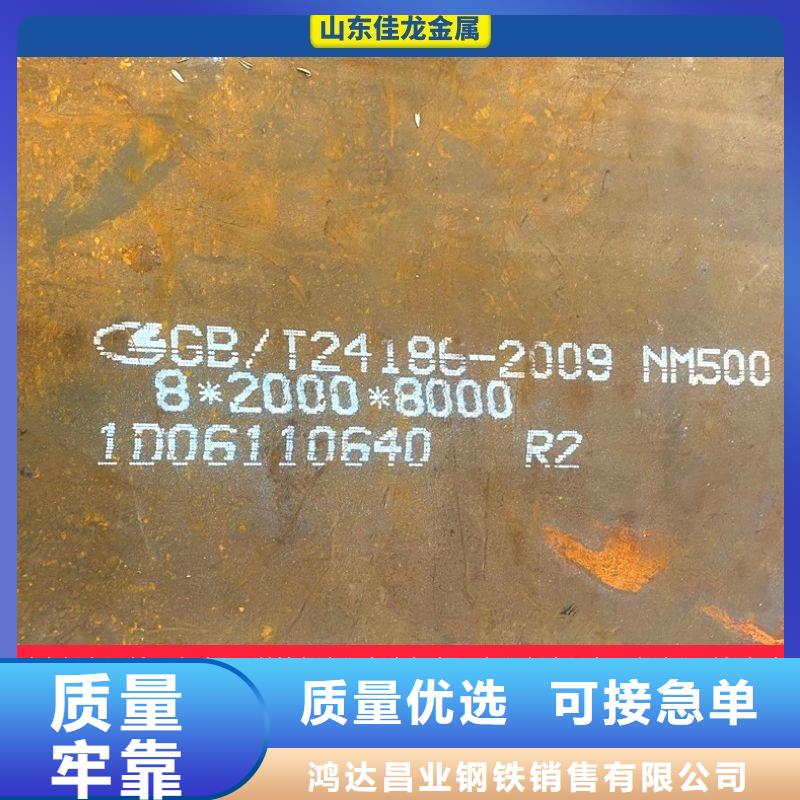 山东佳龙金属
GB/T24186-2009 NM500
8*2000*8000
1D06110640 R2
质量
牢靠
质量优选 可接急单
鸿达昌业钢铁销售有限公司